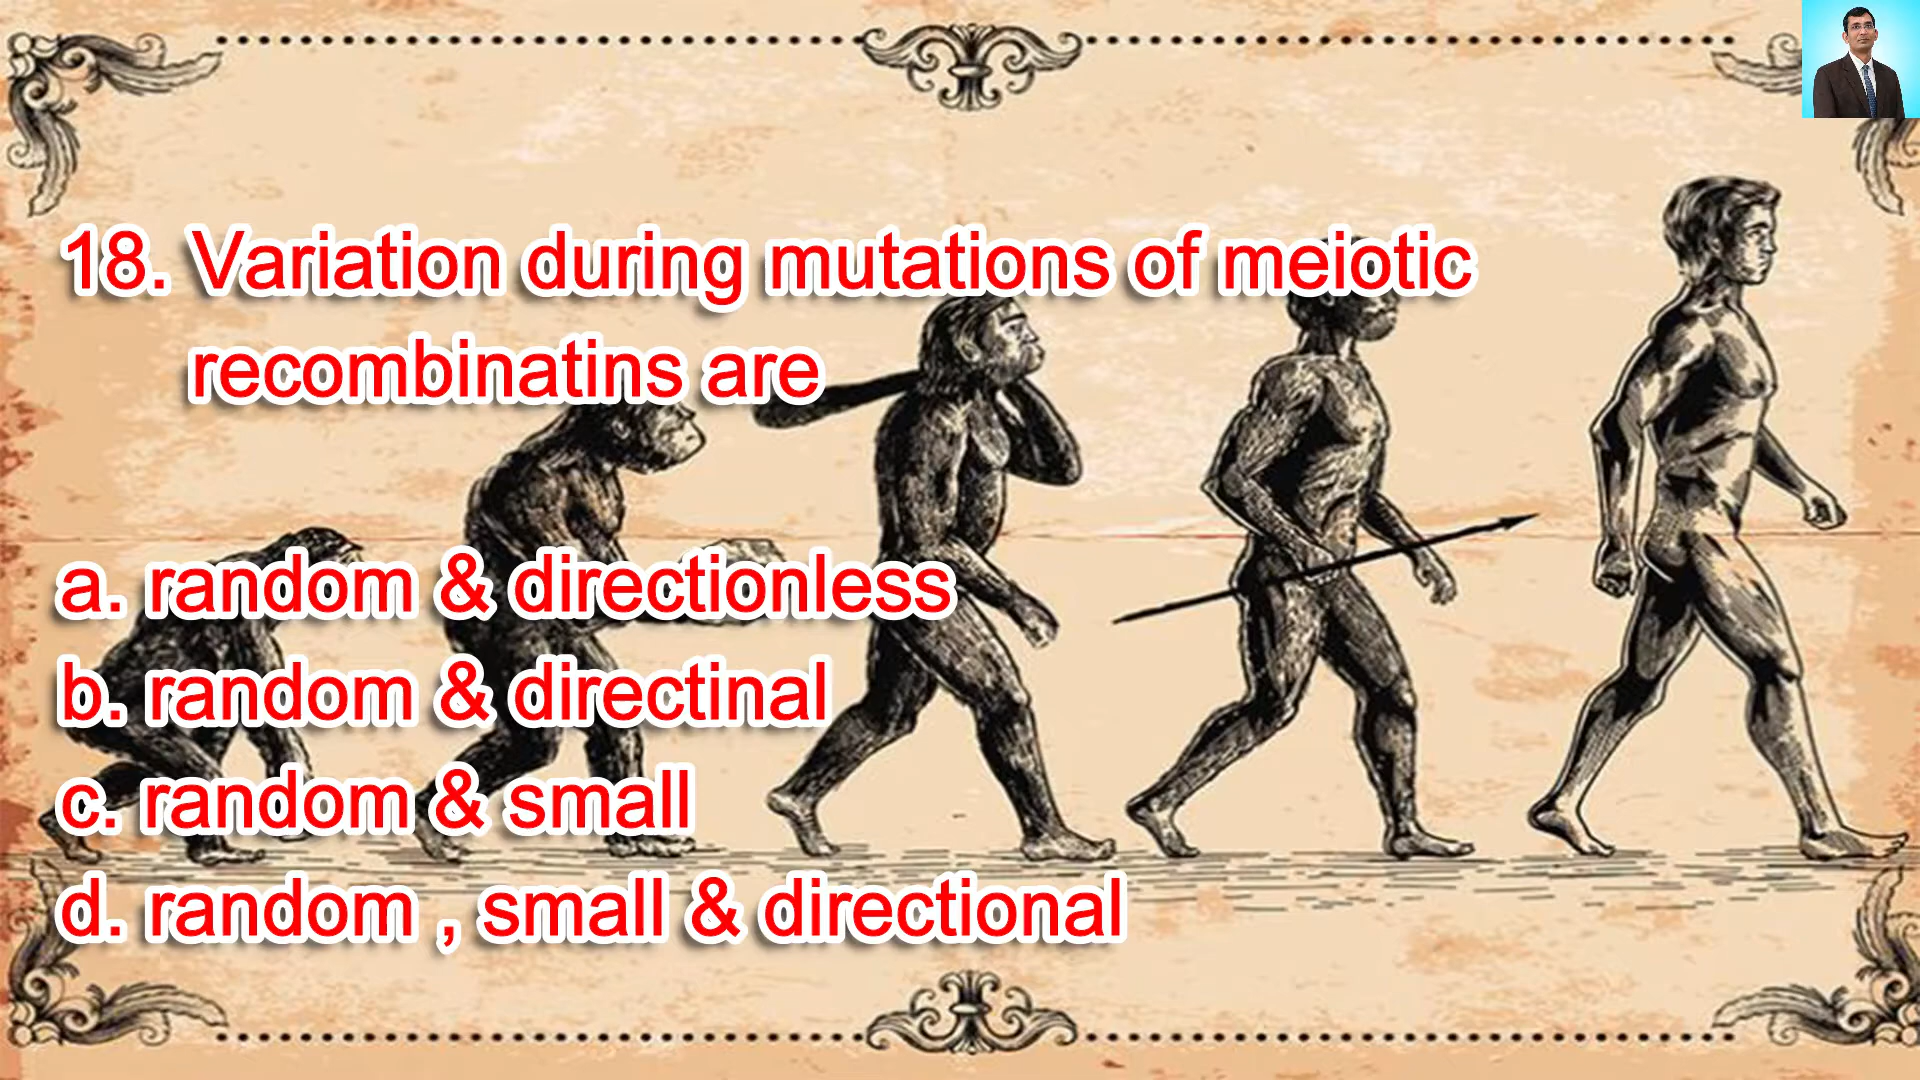 18. Variation during mutations of meiotic
recombinatins are
a. random & directionless
b. random & directinal
c. random & small
d. random , small & directional